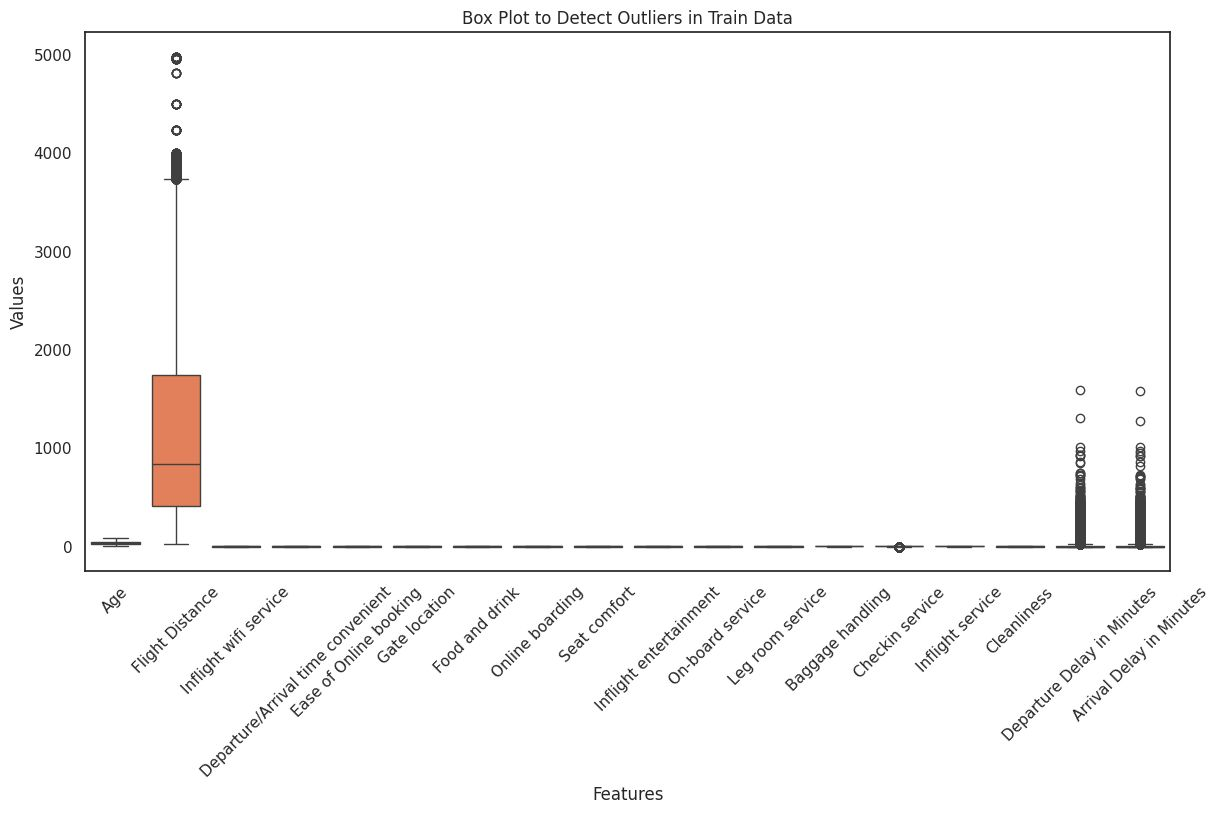 Box Plot to Detect Outliers in Train Data
Values
5000
4000
3000
2000
1000
0
Age
Flight Distance
Inflight wifi service
Departure/Arrival time convenient
Ease of Online booking
Gate location
Food and drink
Online boarding
Seat comfort
Inflight entertainment
On-board service
Leg room service
Baggage handling
Checkin service
Inflight service
Cleanliness
Departure Delay in Minutes
Arrival Delay in Minutes
Features